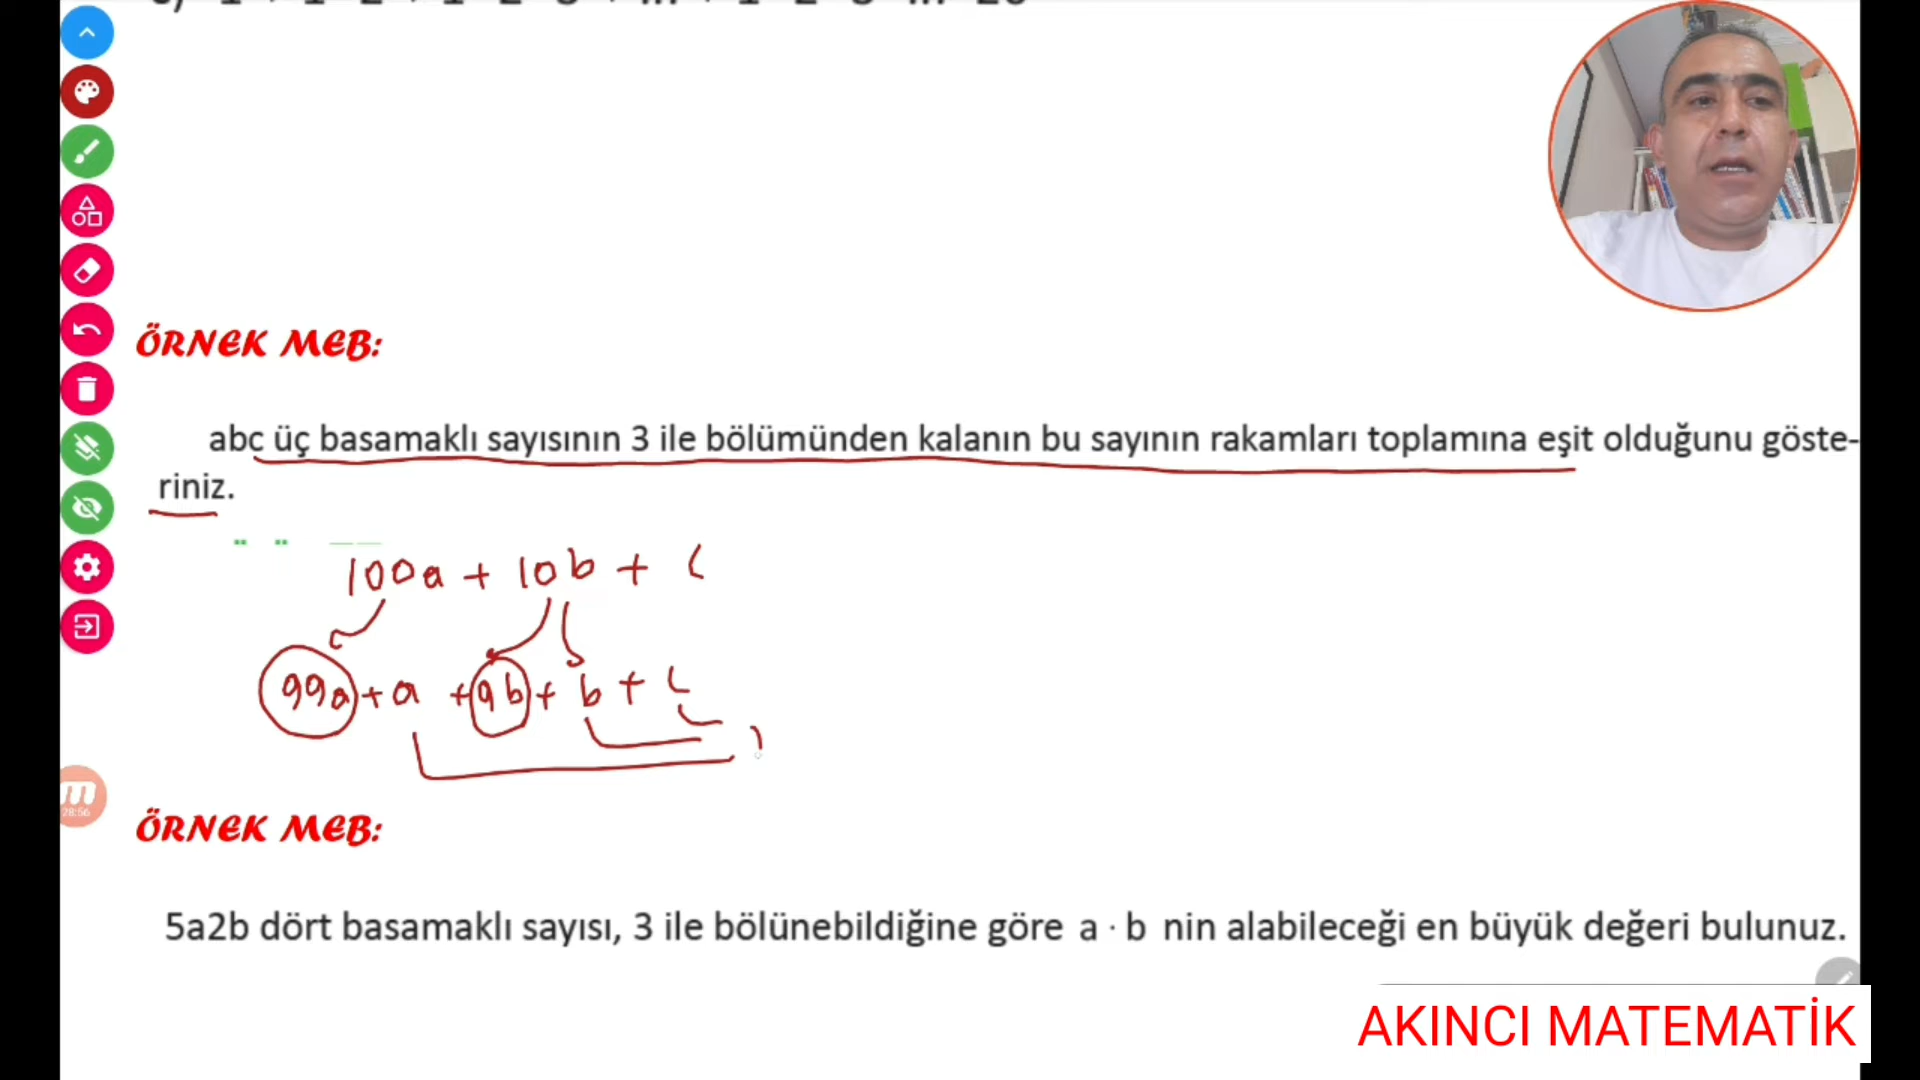 ÖRNEK MEB:
abc üç basamaklı sayısının 3 ile bölümünden kalanın bu sayının rakamları toplamına eşit olduğunu göste-
riniz.
100a + 10b + c
99a + a + 9b + b + c
28:56
ÖRNEK MEB:
5a2b dört basamaklı sayısı, 3 ile bölünebildiğine göre a · b nin alabileceği en büyük değeri bulunuz.
AKINCI MATEMATİK